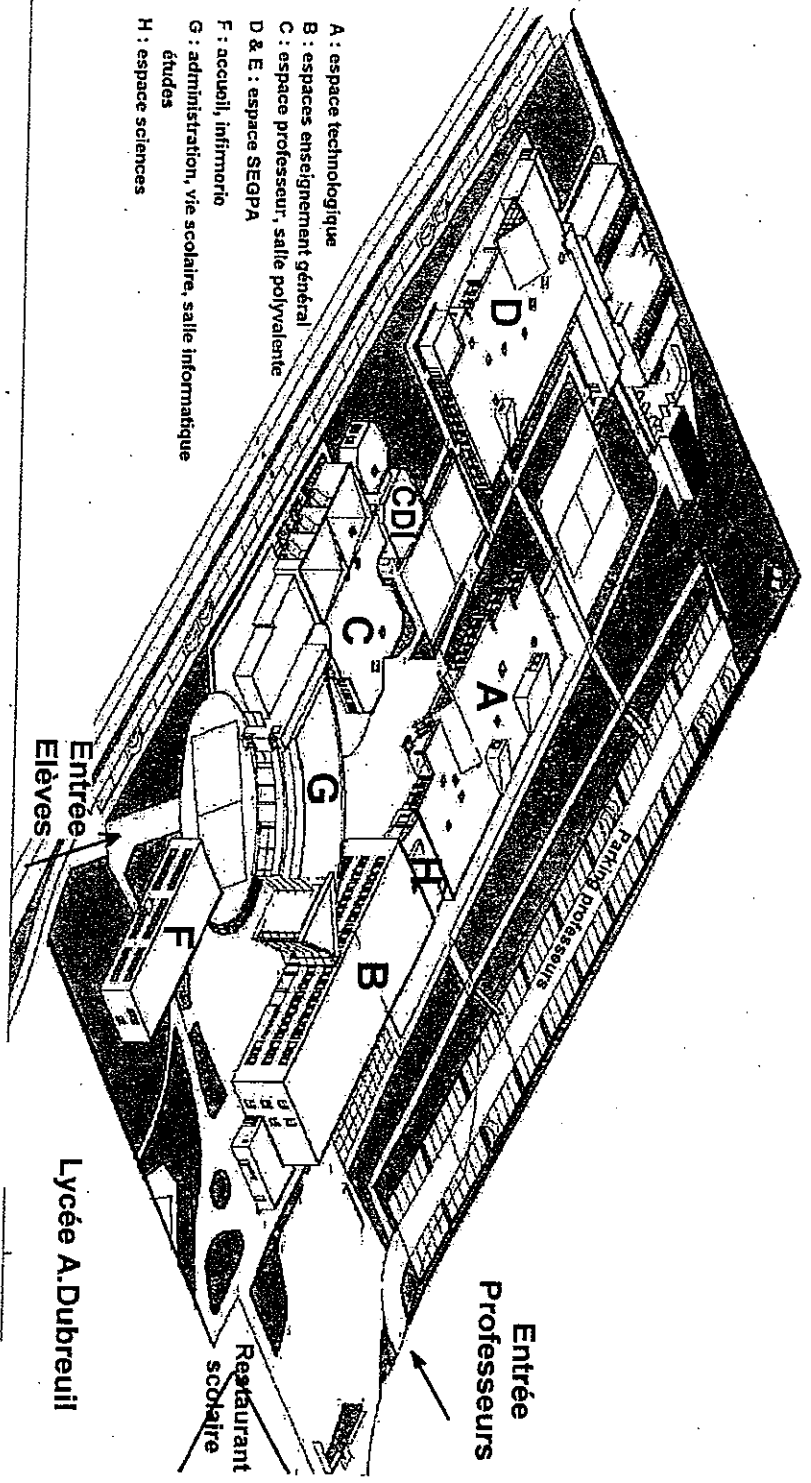 A : espace technologique
B : espaces enseignement général
C : espace professeur, salle polyvalente
D & E : espace SEGPA
F : accueil, infirmerie
G : administration, vie scolaire, salle informatique
études
H : espace sciences
D
CDI
C
A
G
H
B
F
Parking professeurs
Entrée
Elèves
Entrée
Professeurs
Restaurant
scolaire
Lycée A.Dubreuil